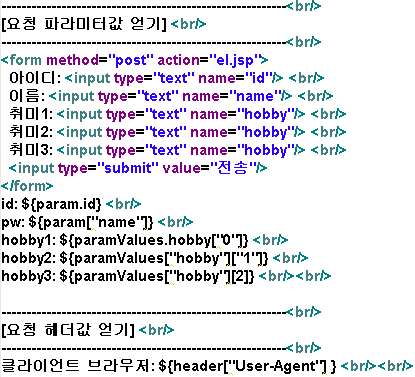 -----------------------------------------------<br/>
[요청 파라미터값 얻기] <br/>
-----------------------------------------------<br/>
<form method="post" action="el.jsp">
아이디: <input type="text" name="id"/> <br/>
이름: <input type="text" name="name"/> <br/>
취미1: <input type="text" name="hobby"/> <br/>
취미2: <input type="text" name="hobby"/> <br/>
취미3: <input type="text" name="hobby"/> <br/>
<input type="submit" value="전송"/>
</form>
id: ${param.id} <br/>
pw: ${param["name"]} <br/>
hobby1: ${paramValues.hobby["0"]} <br/>
hobby2: ${paramValues["hobby"]["1"]} <br/>
hobby3: ${paramValues["hobby"][2]} <br/><br/>
-----------------------------------------------<br/>
[요청 헤더값 얻기] <br/>
-----------------------------------------------<br/>
클라이언트 브라우저: ${header["User-Agent"] } <br/><br/>